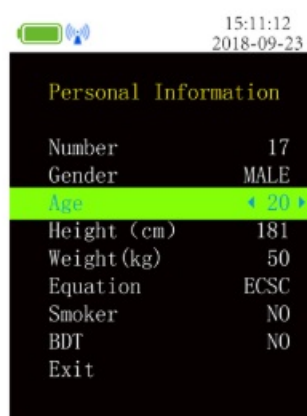 15:11:12
2018-09-23
Personal Information
Number 17
Gender MALE
Age 20
Height (cm) 181
Weight(kg) 50
Equation ECSC
Smoker NO
BDT NO
Exit